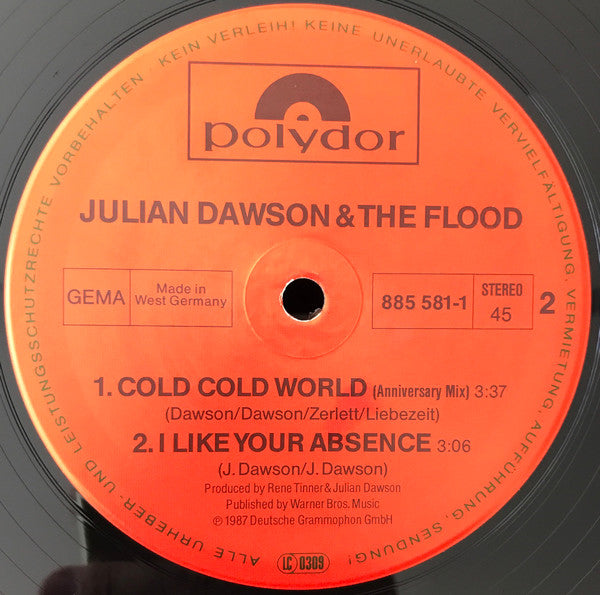 ALLE URHEBER- UND LEISTUNGSSCHUTZRECHTE VORBEHALTEN · KEIN VERLEIH! KEINE UNERLAUBTE VERVIELFÄLTIGUNG, VERMIETUNG, AUFFÜHRUNG, SENDUNG!
polydor
JULIAN DAWSON & THE FLOOD
GEMA
Made in
West Germany
885 581-1
STEREO
45
2
1. COLD COLD WORLD (Anniversary Mix) 3:37
(Dawson/Dawson/Zerlett/Liebezeit)
2. I LIKE YOUR ABSENCE 3:06
(J. Dawson/J. Dawson)
Produced by Rene Tinner & Julian Dawson
Published by Warner Bros. Music
℗ 1987 Deutsche Grammophon GmbH
LC 0309